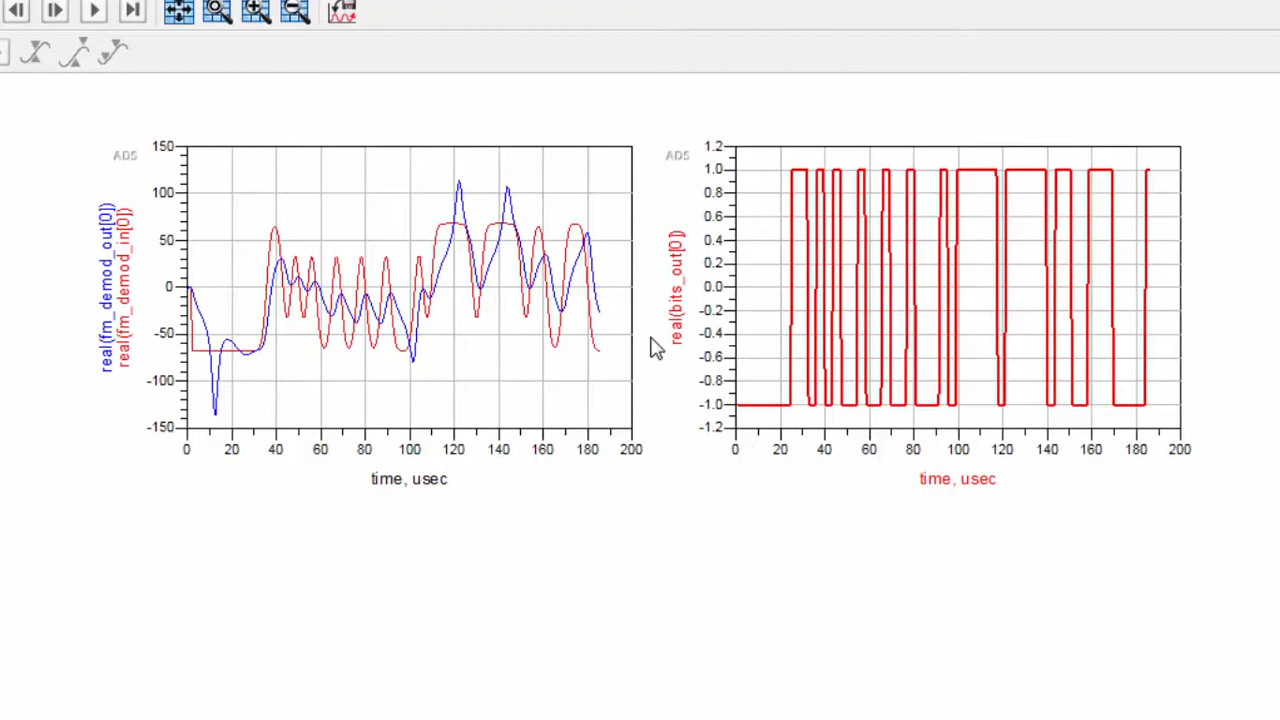 ADS
150
100
50
0
-50
-100
-150
real(fm_demod_out[0])
real(fm_demod_in[0])
0 20 40 60 80 100 120 140 160 180 200
time, usec
ADS
1.2
1.0
0.8
0.6
0.4
0.2
0.0
-0.2
-0.4
-0.6
-0.8
-1.0
-1.2
real(bits_out[0])
0 20 40 60 80 100 120 140 160 180 200
time, usec